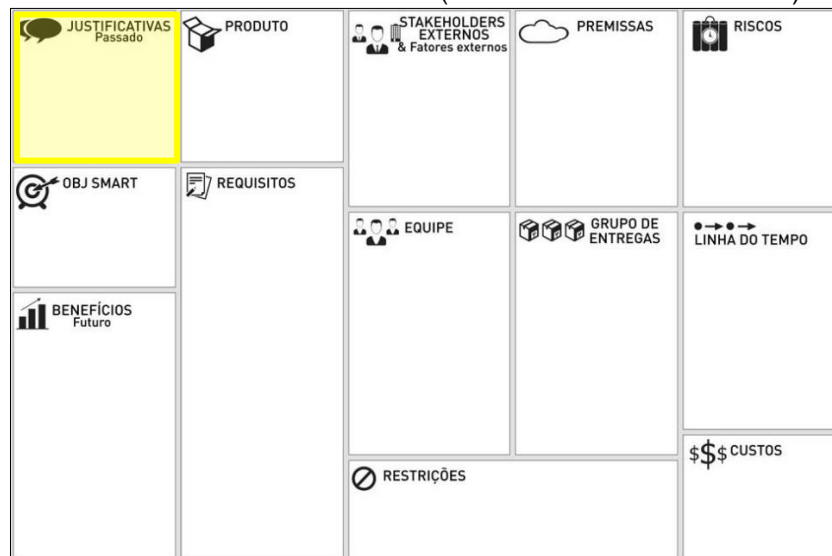 JUSTIFICATIVAS
Passado
PRODUTO
STAKEHOLDERS
EXTERNOS
& Fatores externos
PREMISSAS
RISCOS
OBJ SMART
REQUISITOS
EQUIPE
GRUPO DE
ENTREGAS
LINHA DO TEMPO
BENEFÍCIOS
Futuro
RESTRIÇÕES
$$$ CUSTOS